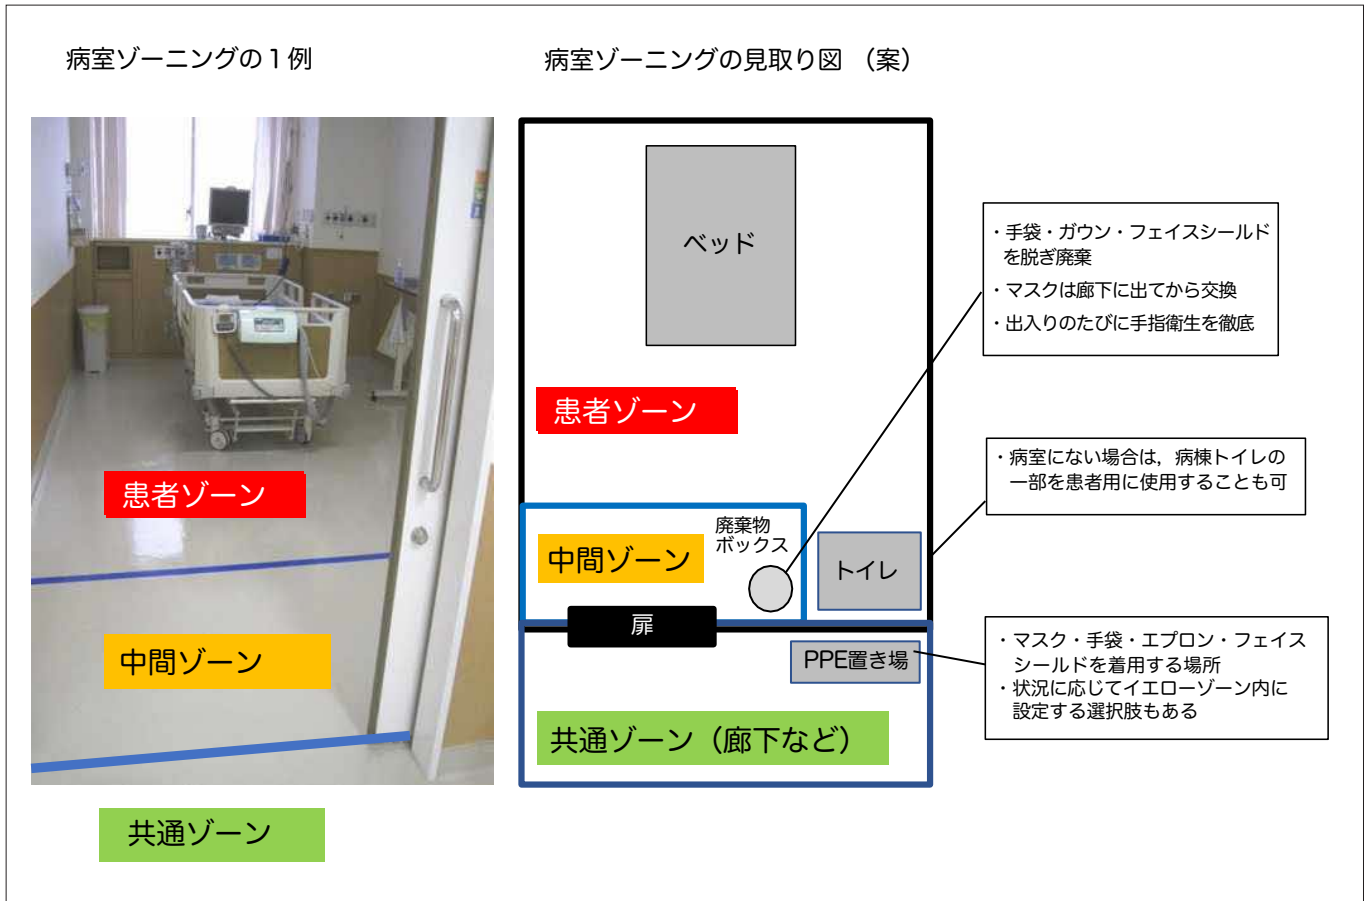 病室ゾーニングの１例
患者ゾーン
中間ゾーン
共通ゾーン
病室ゾーニングの見取り図 （案）
ベッド
患者ゾーン
中間ゾーン
廃棄物
ボックス
トイレ
扉
PPE置き場
共通ゾーン（廊下など）
・手袋・ガウン・フェイスシールド
を脱ぎ廃棄
・マスクは廊下に出てから交換
・出入りのたびに手指衛生を徹底
・病室にない場合は，病棟トイレの
一部を患者用に使用することも可
・マスク・手袋・エプロン・フェイス
シールドを着用する場所
・状況に応じてイエローゾーン内に
設定する選択肢もある